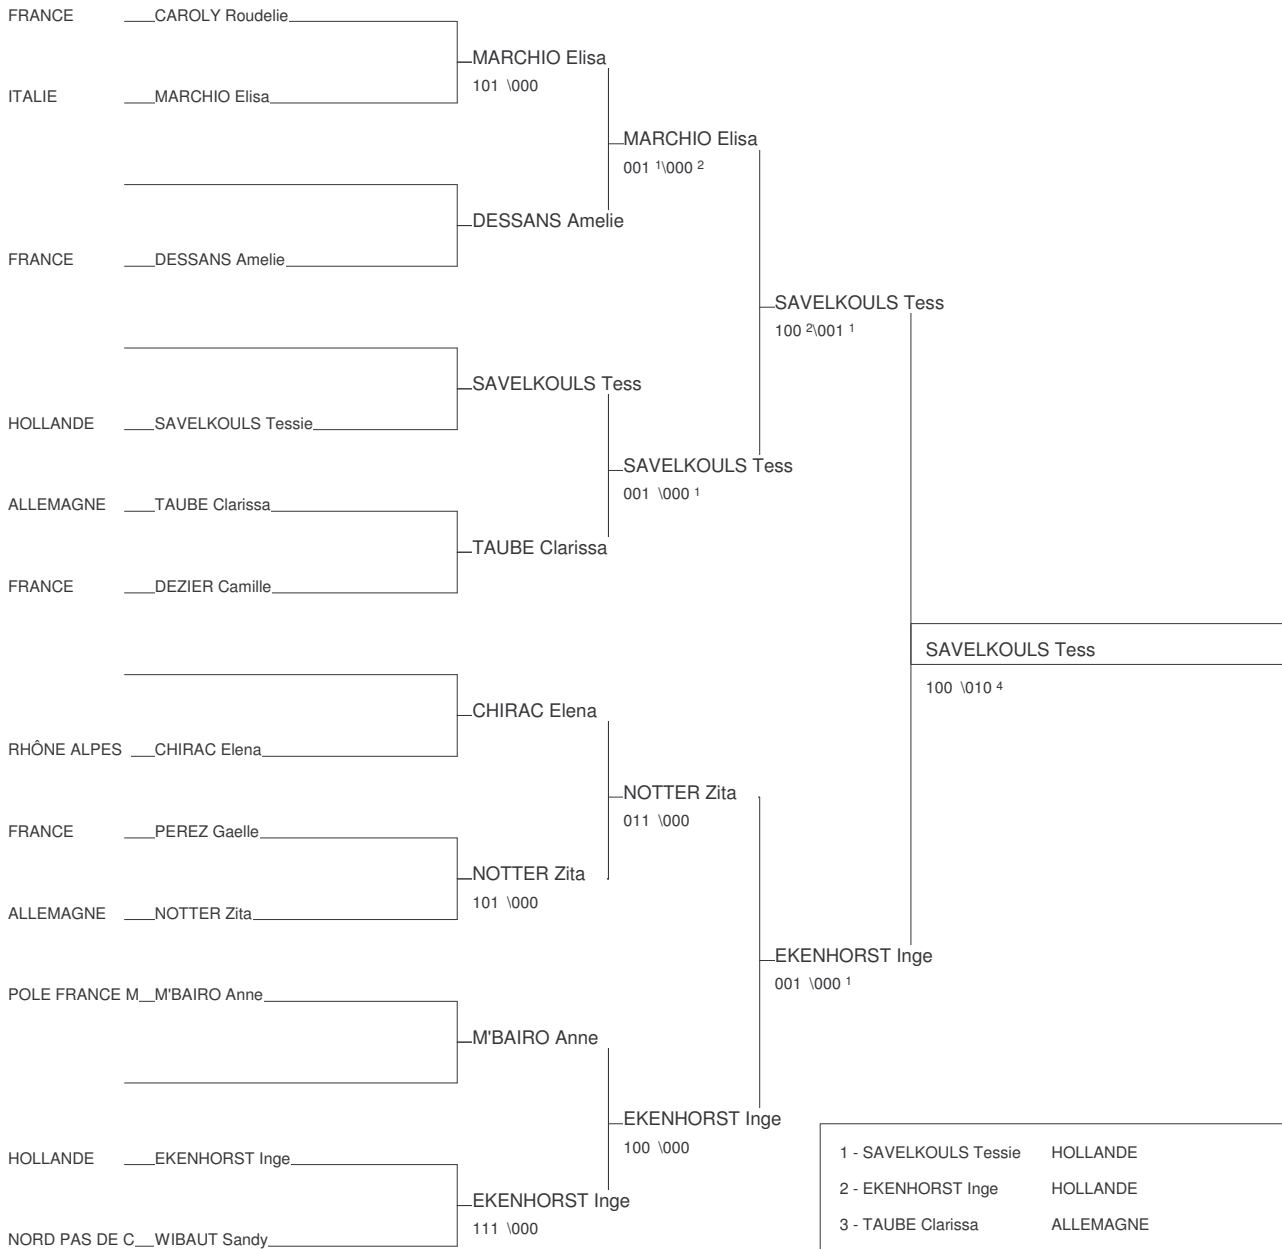 FRANCE CAROLY Roudelie
MARCHIO Elisa
101 \000
ITALIE MARCHIO Elisa
MARCHIO Elisa
001 1\000 2
DESSANS Amelie
FRANCE DESSANS Amelie
SAVELKOULS Tess
100 2\001 1
SAVELKOULS Tess
HOLLANDE SAVELKOULS Tessie
SAVELKOULS Tess
001 \000 1
ALLEMAGNE TAUBE Clarissa
TAUBE Clarissa
FRANCE DEZIER Camille
SAVELKOULS Tess
100 \010 4
CHIRAC Elena
RHÔNE ALPES CHIRAC Elena
NOTTER Zita
011 \000
FRANCE PEREZ Gaelle
NOTTER Zita
101 \000
ALLEMAGNE NOTTER Zita
EKENHORST Inge
001 \000 1
POLE FRANCE M M'BAIRO Anne
M'BAIRO Anne
EKENHORST Inge
100 \000
HOLLANDE EKENHORST Inge
EKENHORST Inge
111 \000
NORD PAS DE C WIBAUT Sandy
1 - SAVELKOULS Tessie HOLLANDE
2 - EKENHORST Inge HOLLANDE
3 - TAUBE Clarissa ALLEMAGNE